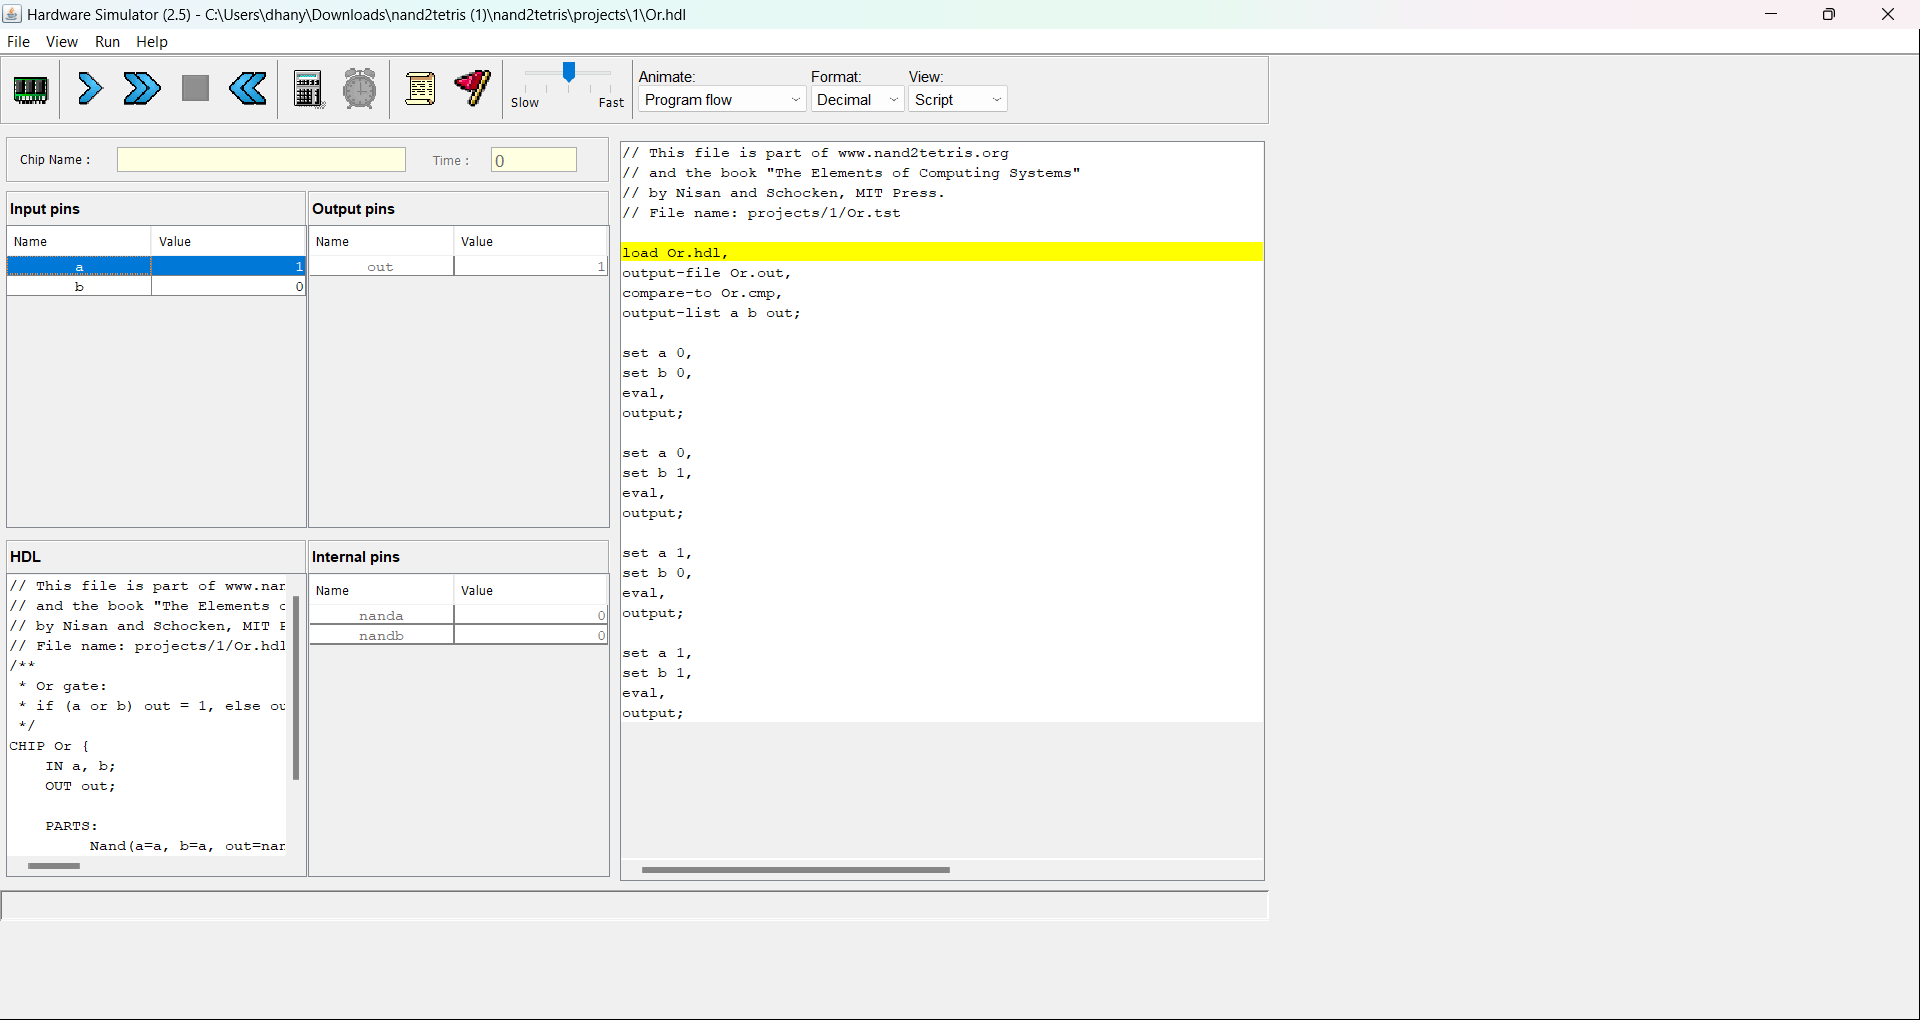 Hardware Simulator (2.5) - C:\Users\dhany\Downloads\nand2tetris (1)\nand2tetris\projects\1\Or.hdl
File View Run Help
Slow Fast
Animate: Format: View:
Program flow Decimal Script
Chip Name :
Time : 0
Input pins
Name Value
a 1
b 0
Output pins
Name Value
out 1
HDL
// This file is part of www.nan
// and the book "The Elements
// by Nisan and Schocken, MIT
// File name: projects/1/Or.hdl
/**
* Or gate:
* if (a or b) out = 1, else ou
*/
CHIP Or {
IN a, b;
OUT out;
PARTS:
Nand(a=a, b=a, out=nan
Internal pins
Name Value
nanda 0
nandb 0
// This file is part of www.nand2tetris.org
// and the book "The Elements of Computing Systems"
// by Nisan and Schocken, MIT Press.
// File name: projects/1/Or.tst
load Or.hdl,
output-file Or.out,
compare-to Or.cmp,
output-list a b out;
set a 0,
set b 0,
eval,
output;
set a 0,
set b 1,
eval,
output;
set a 1,
set b 0,
eval,
output;
set a 1,
set b 1,
eval,
output;